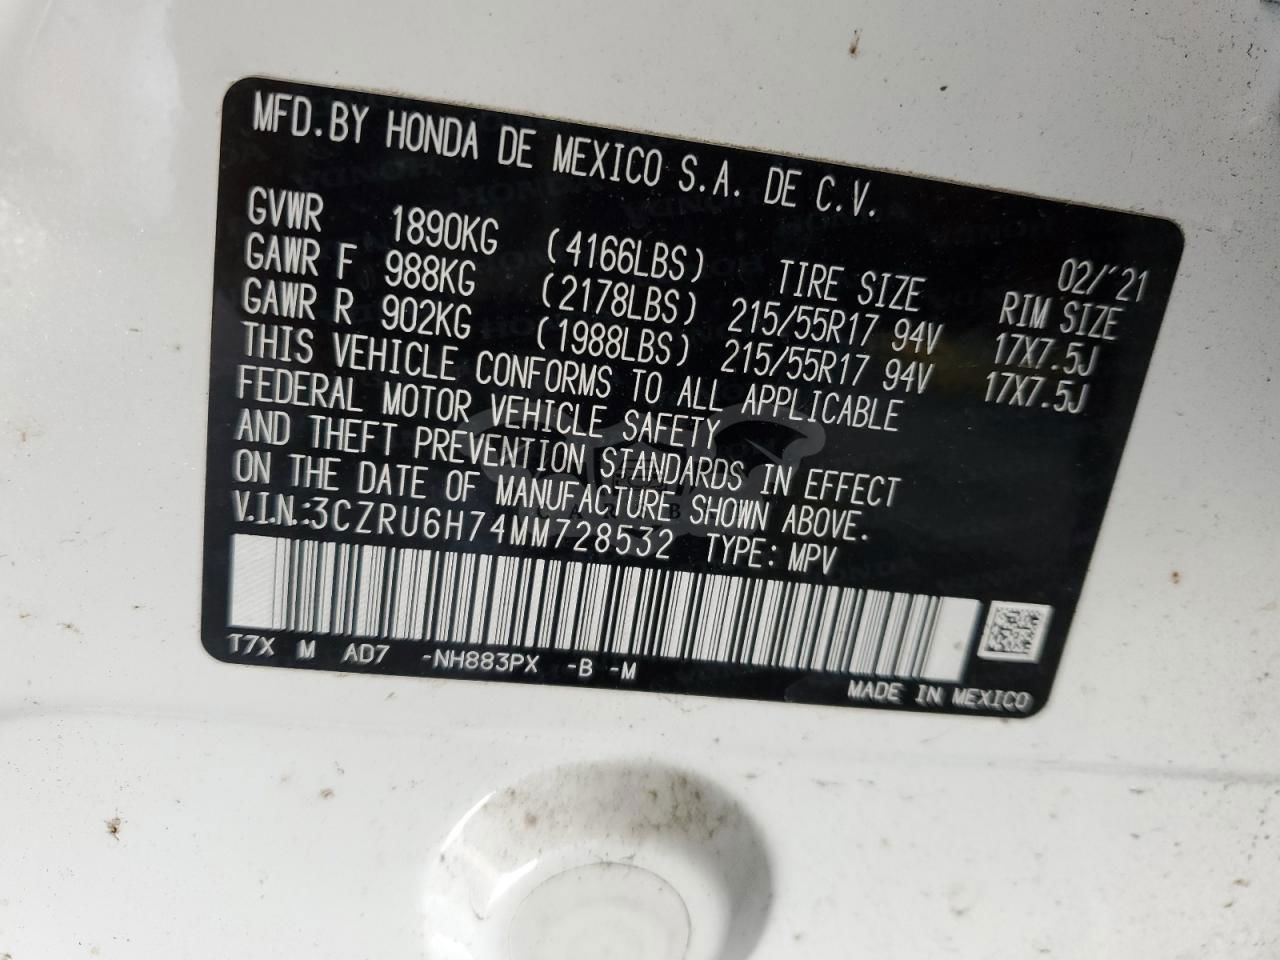 MFD.BY HONDA DE MEXICO S.A. DE C.V.
02/'21
GVWR 1890KG (4166LBS) TIRE SIZE RIM SIZE
GAWR F 988KG (2178LBS) 215/55R17 94V 17X7.5J
GAWR R 902KG (1988LBS) 215/55R17 94V 17X7.5J
THIS VEHICLE CONFORMS TO ALL APPLICABLE
FEDERAL MOTOR VEHICLE SAFETY
AND THEFT PREVENTION STANDARDS IN EFFECT
ON THE DATE OF MANUFACTURE SHOWN ABOVE.
V.I.N.:3CZRU6H74MM728532 TYPE: MPV
T7X M AD7 -NH883PX -B -M
MADE IN MEXICO